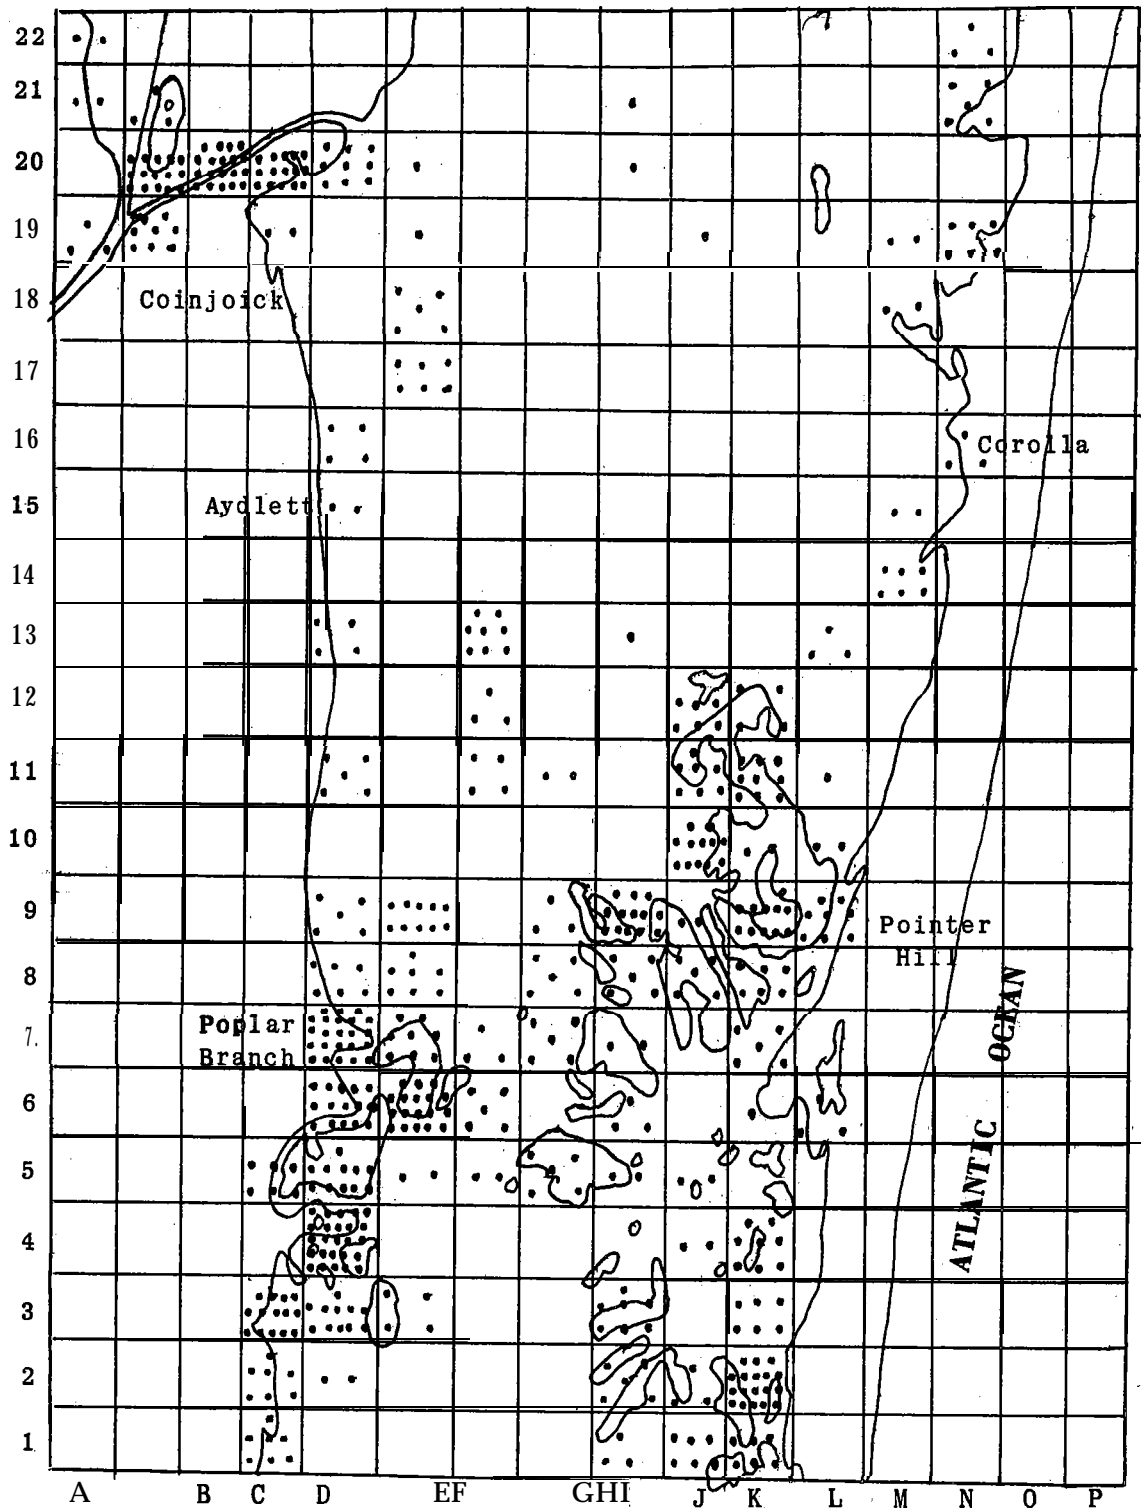 22
21
20
19
18
Coinjoick
17
16
Corolla
15
Aydlett
14
13
12
11
10
9
Pointer
Hill
8
7.
Poplar
Branch
6
5
4
3
2
1
ATLANTIC OCEAN
A B C D EF GHI J K L M N O P